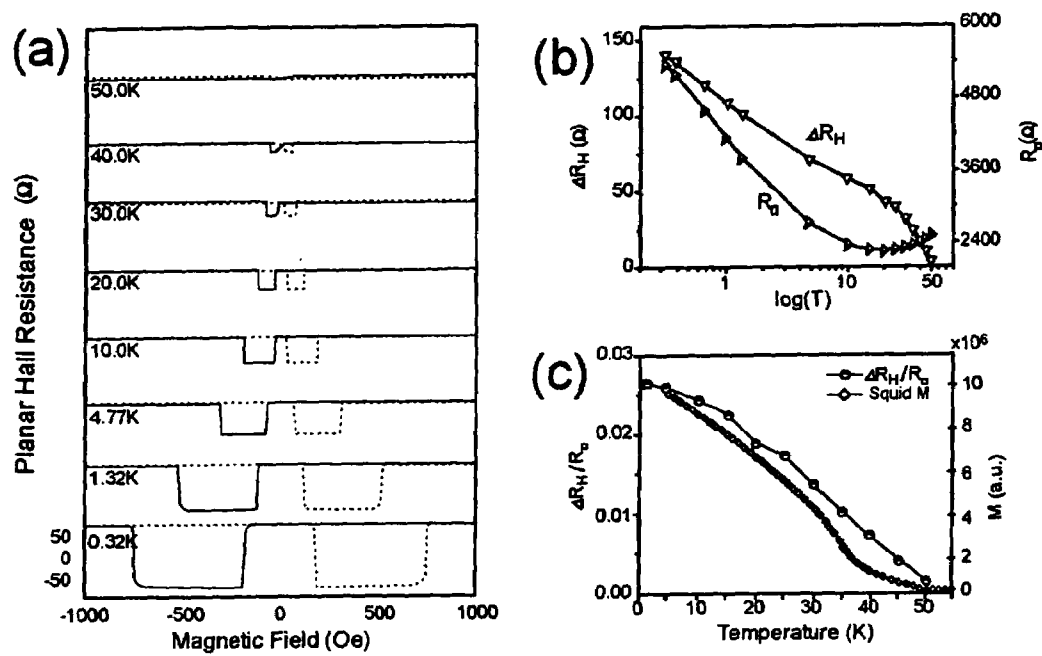 (a)
Planar Hall Resistance (Ω)
50.0K
40.0K
30.0K
20.0K
10.0K
4.77K
1.32K
0.32K
50
0
-50
-1000 -500 0 500 1000
Magnetic Field (Oe)
(b)
ΔR_H (Ω)
150
100
50
0
ΔR_H
R_□
6000
4800
3600
2400
R_□(Ω)
1 10 50
log(T)
(c)
ΔR_H/R_□
0.03
0.02
0.01
0.00
ΔR_H/R_□
Squid M
x10⁶
10
8
6
4
2
0
M (a.u.)
0 10 20 30 40 50
Temperature (K)